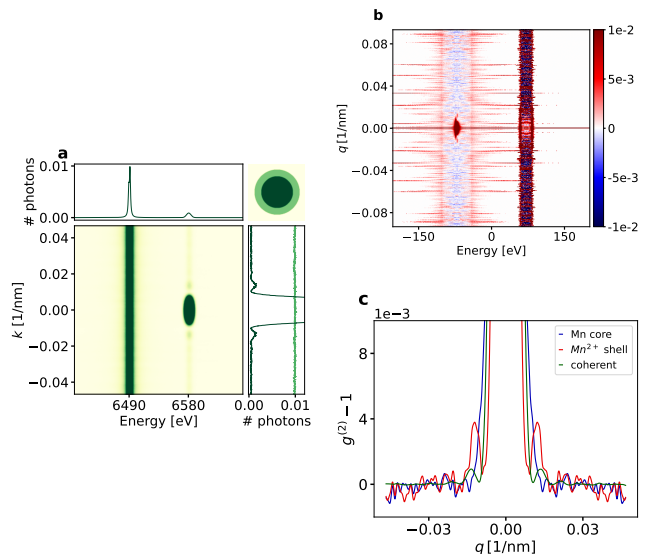 a
# photons
0.01
0.00
k [1/nm]
0.04
0.02
0.00
−0.02
−0.04
6490
6580
Energy [eV]
0.00
0.01
# photons
b
q [1/nm]
0.08
0.04
0.00
−0.04
−0.08
−150
0
150
Energy [eV]
1e-2
5e-3
0
-5e-3
-1e-2
c
1e−3
g(2) − 1
8
4
0
Mn core
Mn2+ shell
coherent
−0.03
0.00
0.03
q [1/nm]